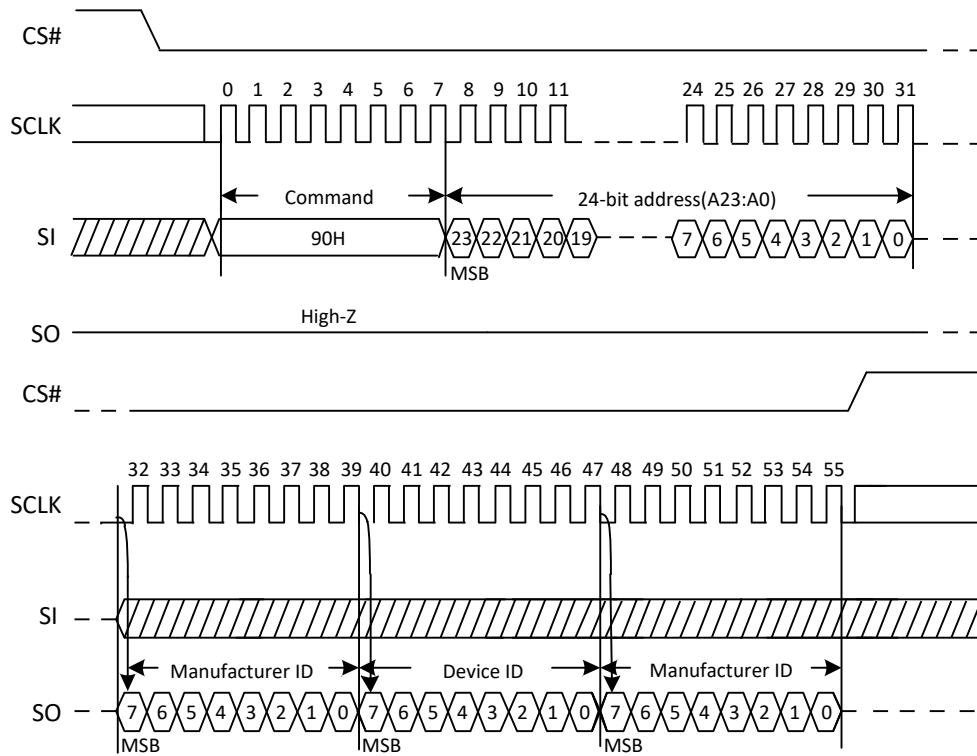 CS#
0 1 2 3 4 5 6 7 8 9 10 11 24 25 26 27 28 29 30 31
SCLK
Command 24-bit address(A23:A0)
SI 90H 23 22 21 20 19 7 6 5 4 3 2 1 0
MSB
High-Z
SO
CS#
32 33 34 35 36 37 38 39 40 41 42 43 44 45 46 47 48 49 50 51 52 53 54 55
SCLK
SI
Manufacturer ID Device ID Manufacturer ID
SO 7 6 5 4 3 2 1 0 7 6 5 4 3 2 1 0 7 6 5 4 3 2 1 0
MSB MSB MSB